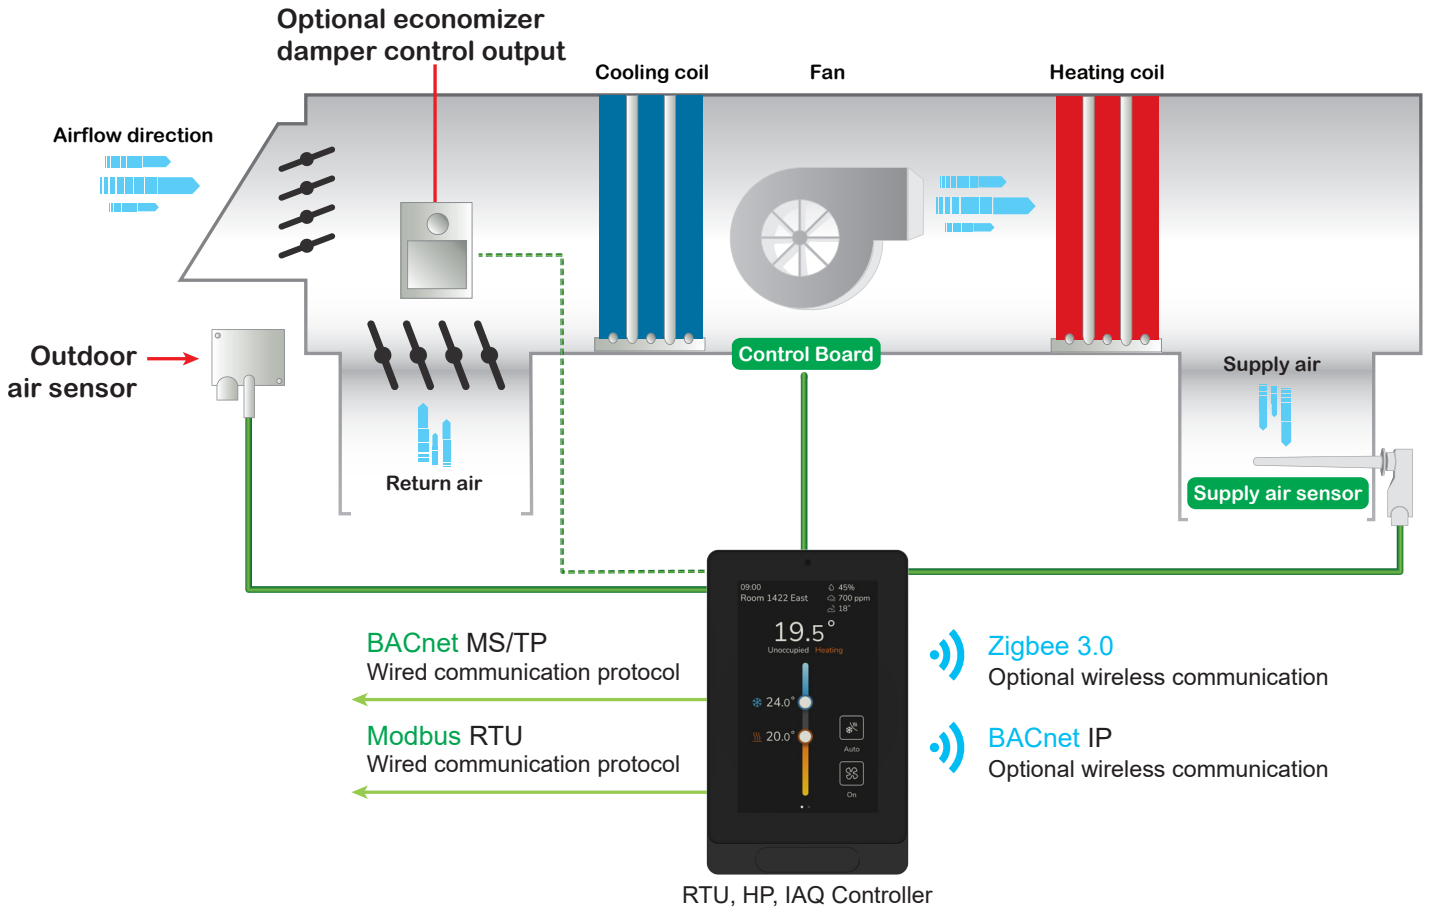 Optional economizer
damper control output
Cooling coil
Fan
Heating coil
Airflow direction
Outdoor
air sensor
Control Board
Supply air
Return air
Supply air sensor
09:00
Room 1422 East
45%
700 ppm
18°
19.5°
Unoccupied Heating
24.0°
20.0°
Auto
On
BACnet MS/TP
Wired communication protocol
Modbus RTU
Wired communication protocol
Zigbee 3.0
Optional wireless communication
BACnet IP
Optional wireless communication
RTU, HP, IAQ Controller